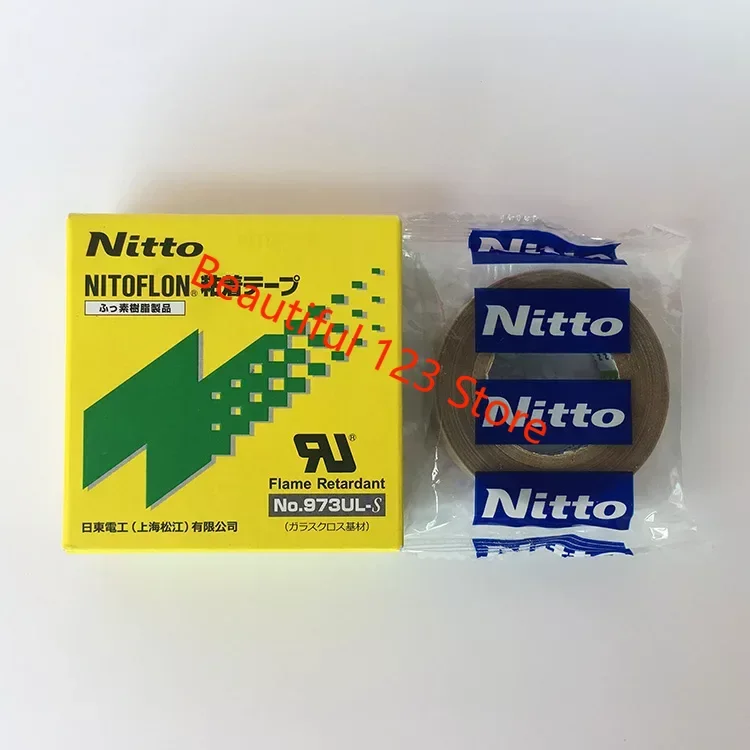 Nitto
NITOFLON® 粘着テープ
ふっ素樹脂製品
Flame Retardant
No.973UL-S
(ガラスクロス基材)
日東電工(上海松江)有限公司
Nitto
Nitto
Nitto
Nitto
Beautiful 123 Store